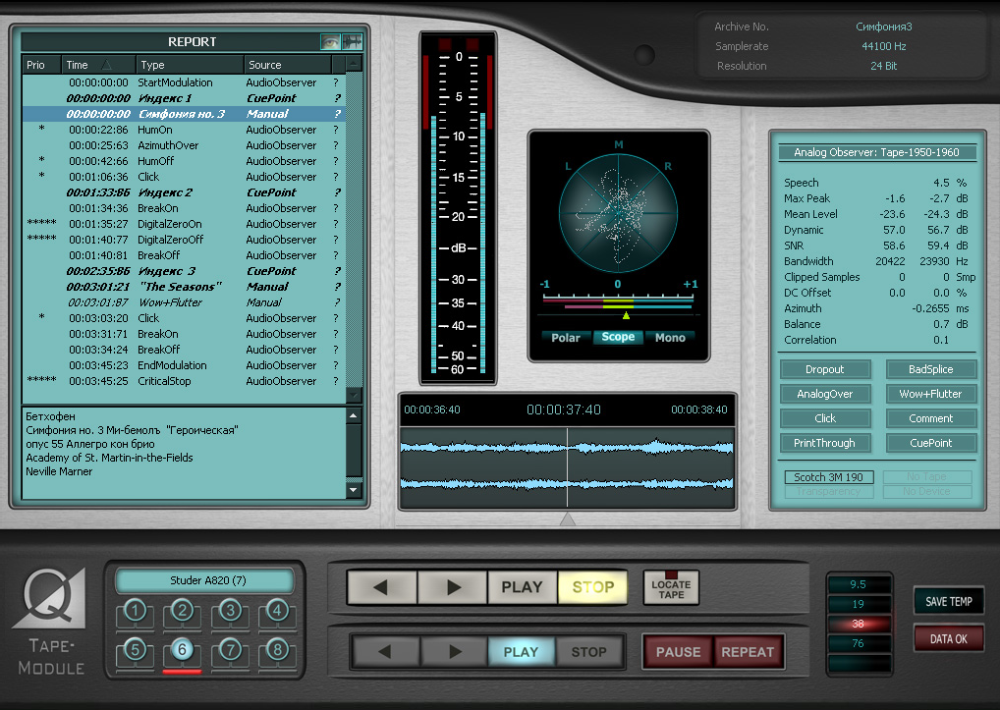 REPORT
Prio Time Type Source
00:00:00:00 StartModulation AudioObserver ?
00:00:00:00 Индекс 1 CuePoint ?
00:00:00:00 Симфония но. 3 Manual ?
* 00:00:22:86 HumOn AudioObserver ?
00:00:25:63 AzimuthOver AudioObserver ?
* 00:00:42:66 HumOff AudioObserver ?
* 00:01:06:36 Click AudioObserver ?
00:01:33:86 Индекс 2 CuePoint ?
00:01:34:36 BreakOn AudioObserver ?
***** 00:01:35:27 DigitalZeroOn AudioObserver ?
***** 00:01:40:77 DigitalZeroOff AudioObserver ?
00:01:40:81 BreakOff AudioObserver ?
00:02:35:86 Индекс 3 CuePoint ?
00:03:01:21 "The Seasons" Manual ?
00:03:01:87 Wow+Flutter Manual ?
* 00:03:03:20 Click AudioObserver ?
00:03:31:71 BreakOn AudioObserver ?
00:03:34:24 BreakOff AudioObserver ?
00:03:45:23 EndModulation AudioObserver ?
***** 00:03:45:25 CriticalStop AudioObserver ?
Бетхофен
Симфония но. 3 Ми-бемолъ "Героическая"
опус 55 Аллегро кон брио
Academy of St. Martin-in-the-Fields
Neville Marner
0
5
10
15
20
dB
30
35
40
50
60
Archive No. Симфония3
Samplerate 44100 Hz
Resolution 24 Bit
M
L R
-1 0 +1
Polar Scope Mono
00:00:36:40 00:00:37:40 00:00:38:40
Analog Observer: Tape-1950-1960
Speech 4.5 %
Max Peak -1.6 -2.7 dB
Mean Level -23.6 -24.3 dB
Dynamic 57.0 56.7 dB
SNR 58.6 59.4 dB
Bandwidth 20422 23930 Hz
Clipped Samples 0 0 Smp
DC Offset 0.0 0.0 %
Azimuth -0.2655 ms
Balance 0.7 dB
Correlation 0.1
Dropout BadSplice
AnalogOver Wow+Flutter
Click Comment
PrintThrough CuePoint
Scotch 3M 190 No Tape
Transparency No Device
Q
TAPE-
MODULE
Studer A820 (7)
1 2 3 4
5 6 7 8
PLAY STOP
LOCATE
TAPE
PLAY STOP PAUSE REPEAT
9.5
19
38
76
SAVE TEMP
DATA OK